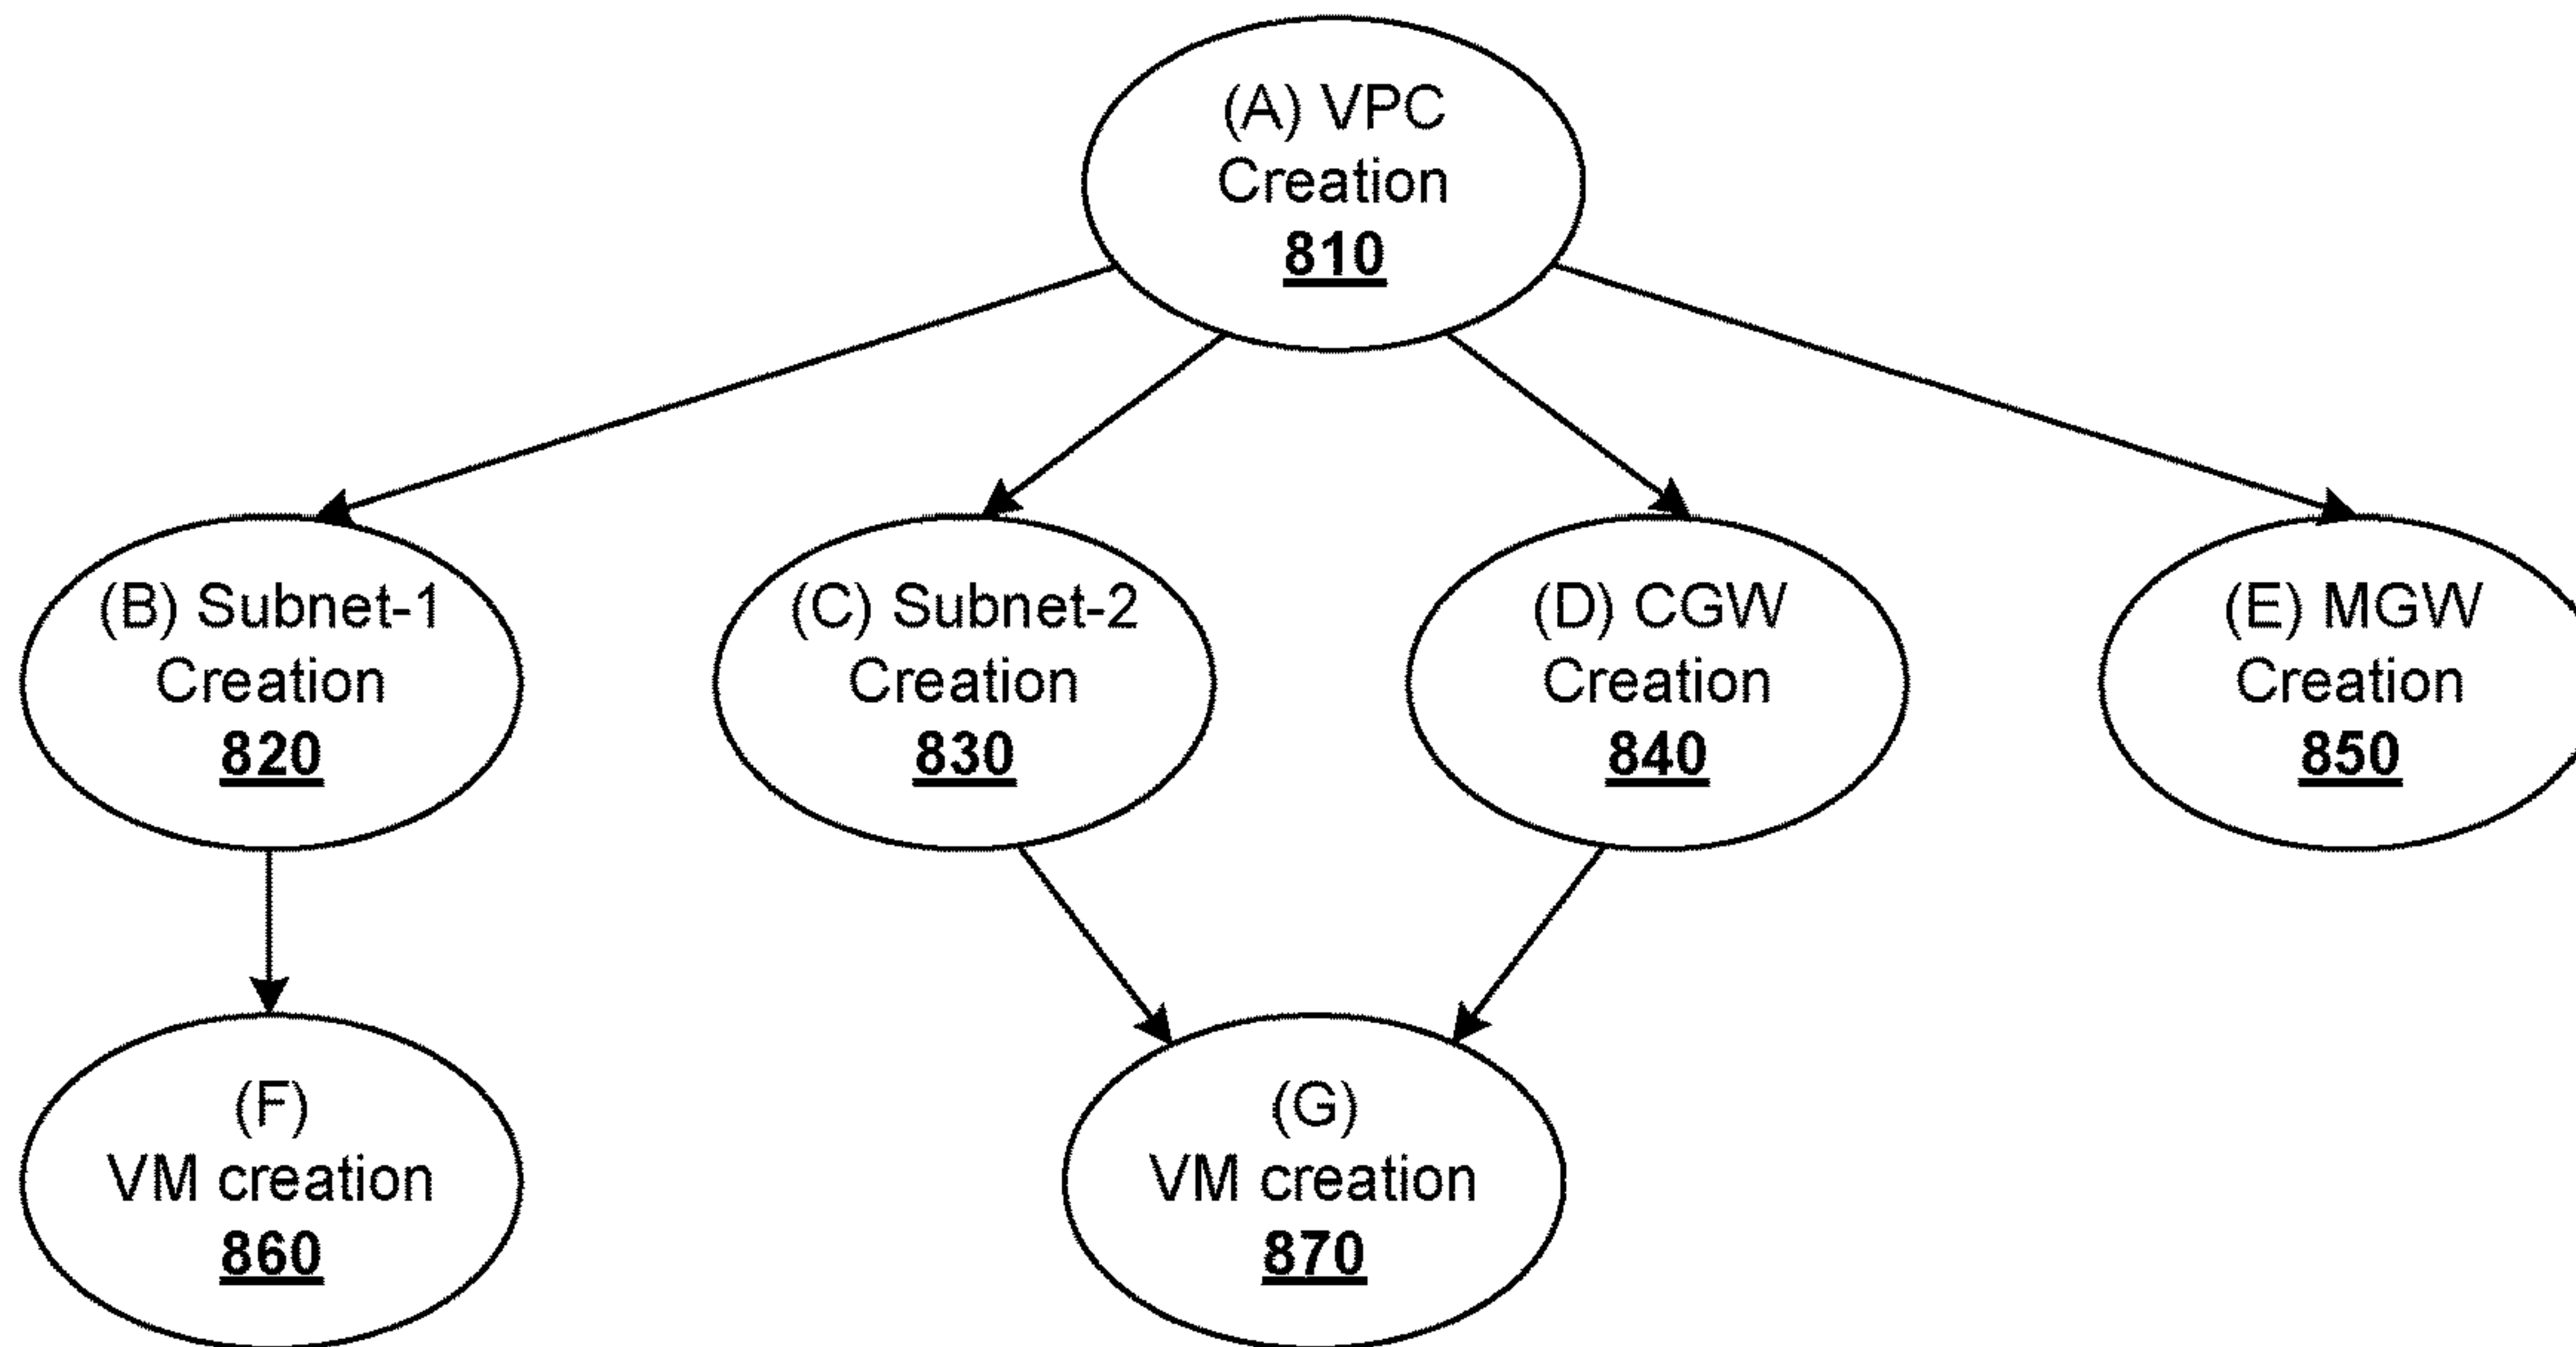 (A) VPC
Creation
810
(B) Subnet-1
Creation
820
(C) Subnet-2
Creation
830
(D) CGW
Creation
840
(E) MGW
Creation
850
(F)
VM creation
860
(G)
VM creation
870